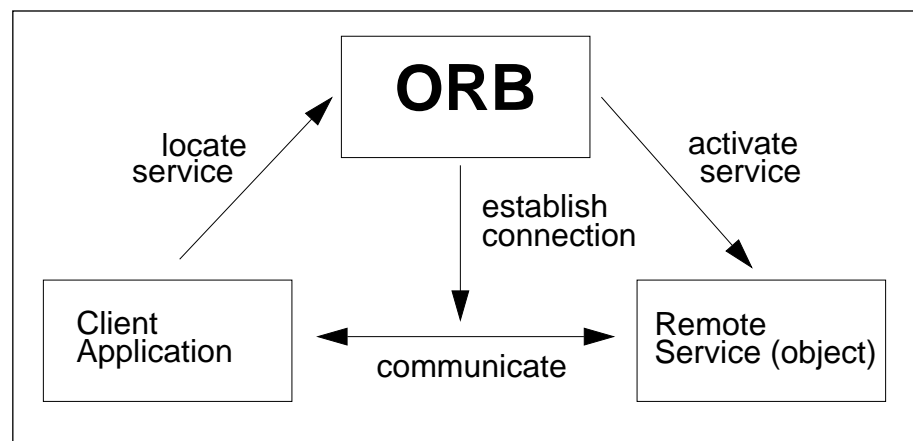 ORB
locate
service
activate
service
establish
connection
Client
Application
communicate
Remote
Service (object)